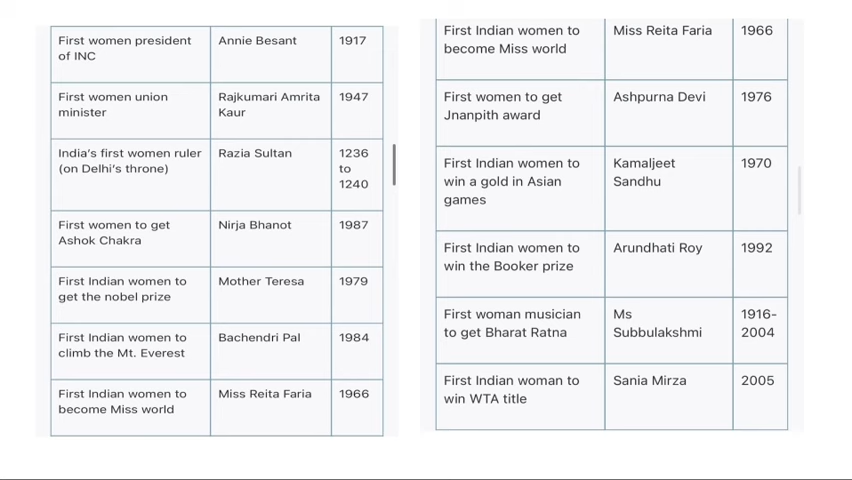 First women president Annie Besant 1917
of INC
First women union Rajkumari Amrita 1947
minister Kaur
India's first women ruler Razia Sultan 1236
(on Delhi's throne) to
1240
First women to get Nirja Bhanot 1987
Ashok Chakra
First Indian women to Mother Teresa 1979
get the nobel prize
First Indian women to Bachendri Pal 1984
climb the Mt. Everest
First Indian women to Miss Reita Faria 1966
become Miss world
First Indian women to Miss Reita Faria 1966
become Miss world
First women to get Ashpurna Devi 1976
Jnanpith award
First Indian women to Kamaljeet 1970
win a gold in Asian Sandhu
games
First Indian women to Arundhati Roy 1992
win the Booker prize
First woman musician Ms 1916-
to get Bharat Ratna Subbulakshmi 2004
First Indian woman to Sania Mirza 2005
win WTA title